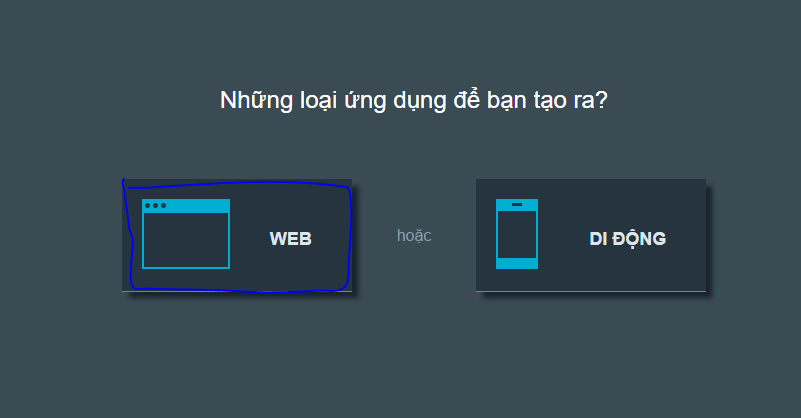 Những loại ứng dụng để bạn tạo ra?
WEB
hoặc
DI ĐỘNG